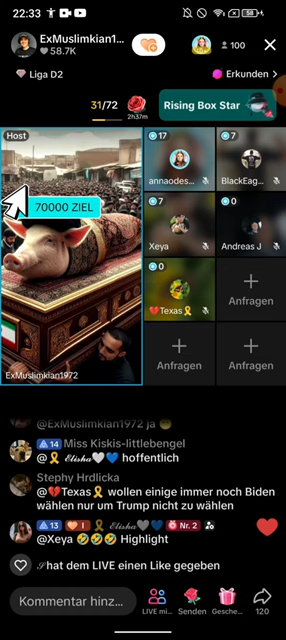 22:33
58%
ExMuslimkian1...
58.7K
100
Liga D2
Erkunden >
31/72
2h37m
Rising Box Star
Host
70000 ZIEL
ExMuslimkian1972
17
annaodes...
7
BlackEag...
7
Xeya
0
Andreas J
0
💔Texas🎗
Anfragen
Anfragen
Anfragen
@ExMuslimkian1972 ja
14 Miss Kiskis-littlebengel
@🎗 Elisha🤍💙 hoffentlich
Stephy Hrdlicka
@💔Texas🎗 wollen einige immer noch Biden
wählen nur um Trump nicht zu wählen
13 I 🎗 Elisha🤍💙 Nr. 2
@Xeya 🤣🤣🤣 Highlight
hat dem LIVE einen Like gegeben
Kommentar hinz...
LIVE mi...
Senden
Gesche...
120